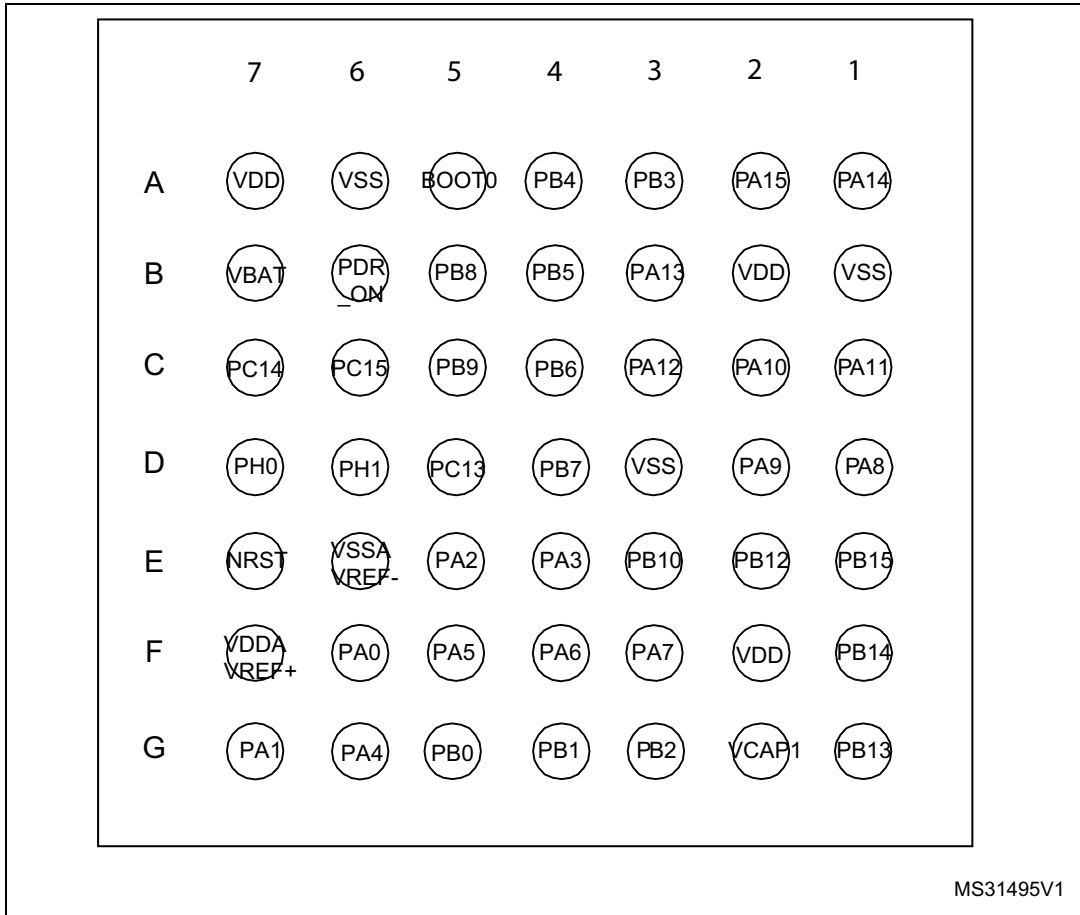 7 6 5 4 3 2 1
A VDD VSS BOOT0 PB4 PB3 PA15 PA14
B VBAT PDR _ON PB8 PB5 PA13 VDD VSS
C PC14 PC15 PB9 PB6 PA12 PA10 PA11
D PH0 PH1 PC13 PB7 VSS PA9 PA8
E NRST VSSA VREF- PA2 PA3 PB10 PB12 PB15
F VDDA VREF+ PA0 PA5 PA6 PA7 VDD PB14
G PA1 PA4 PB0 PB1 PB2 VCAP1 PB13
MS31495V1